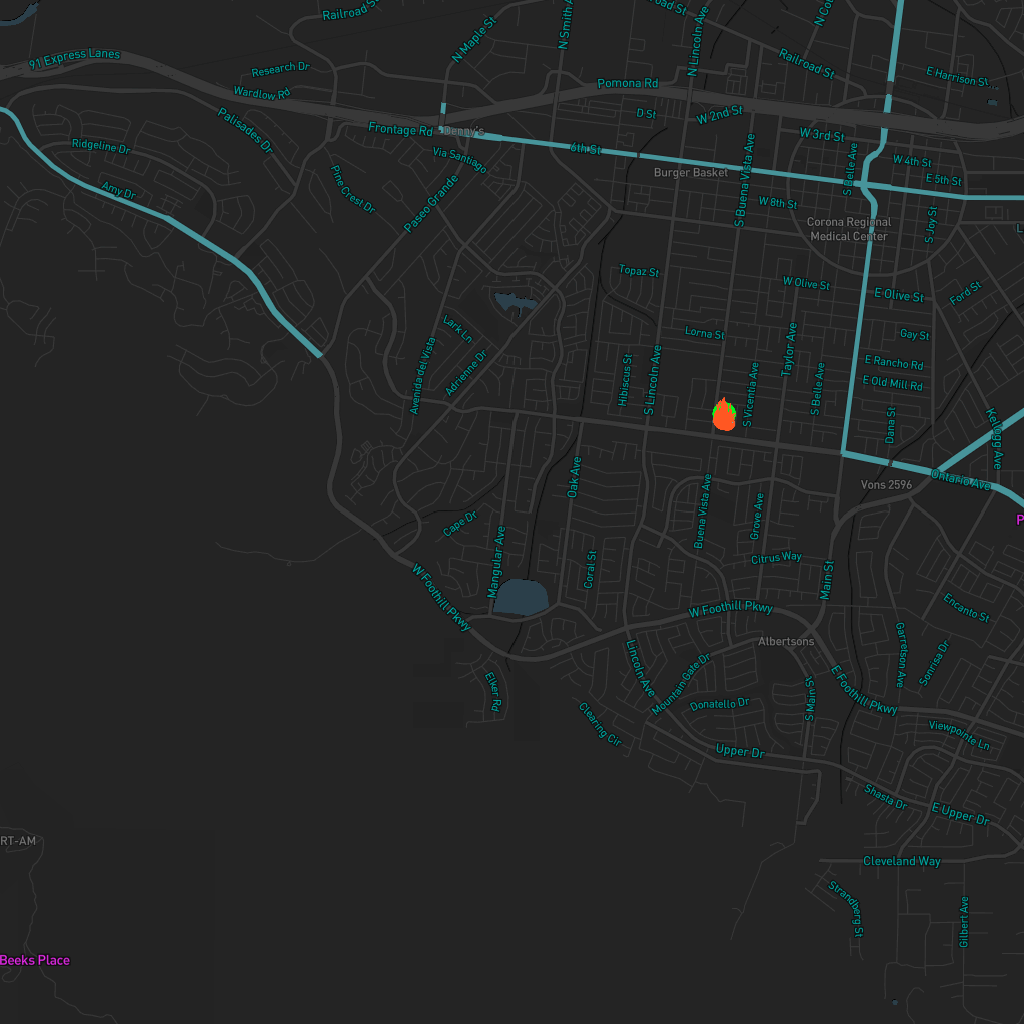 Railroad St
N Maple St
N Smith A
road St
N Lincoln Ave
N Co
91 Express Lanes
Research Dr
Railroad St
E Harrison St
Wardlow Rd
Pomona Rd
Palisades Dr
D St
W 2nd St
Frontage Rd
Denny's
W 3rd St
Ridgeline Dr
Via Santiago
6th St
S Belle Ave
W 4th St
Burger Basket
E 5th St
Amy Dr
Pine Crest Dr
Paseo Grande
S Buena Vista Ave
W 8th St
Corona Regional
Medical Center
S Joy St
L
Topaz St
W Olive St
E Olive St
Ford St
Lark Ln
Lorna St
Gay St
Avenida del Vista
Adrienne Dr
Hibiscus St
S Lincoln Ave
S Vicentia Ave
Taylor Ave
S Belle Ave
E Rancho Rd
E Old Mill Rd
Dana St
Kellogg Ave
Oak Ave
Vons 2596
Ontario Ave
Buena Vista Ave
Grove Ave
P
Cape Dr
Mangular Ave
Coral St
Citrus Way
Main St
W Foothill Pkwy
W Foothill Pkwy
Encanto St
Albertsons
Garretson Ave
Sonrisa Dr
Elker Rd
Lincoln Ave
Mountain Gate Dr
Donatello Dr
S Main St
E Foothill Pkwy
Clearing Cir
Viewpointe Ln
Upper Dr
Shasta Dr
E Upper Dr
RT-AM
Cleveland Way
Strandberg St
Gilbert Ave
Beeks Place